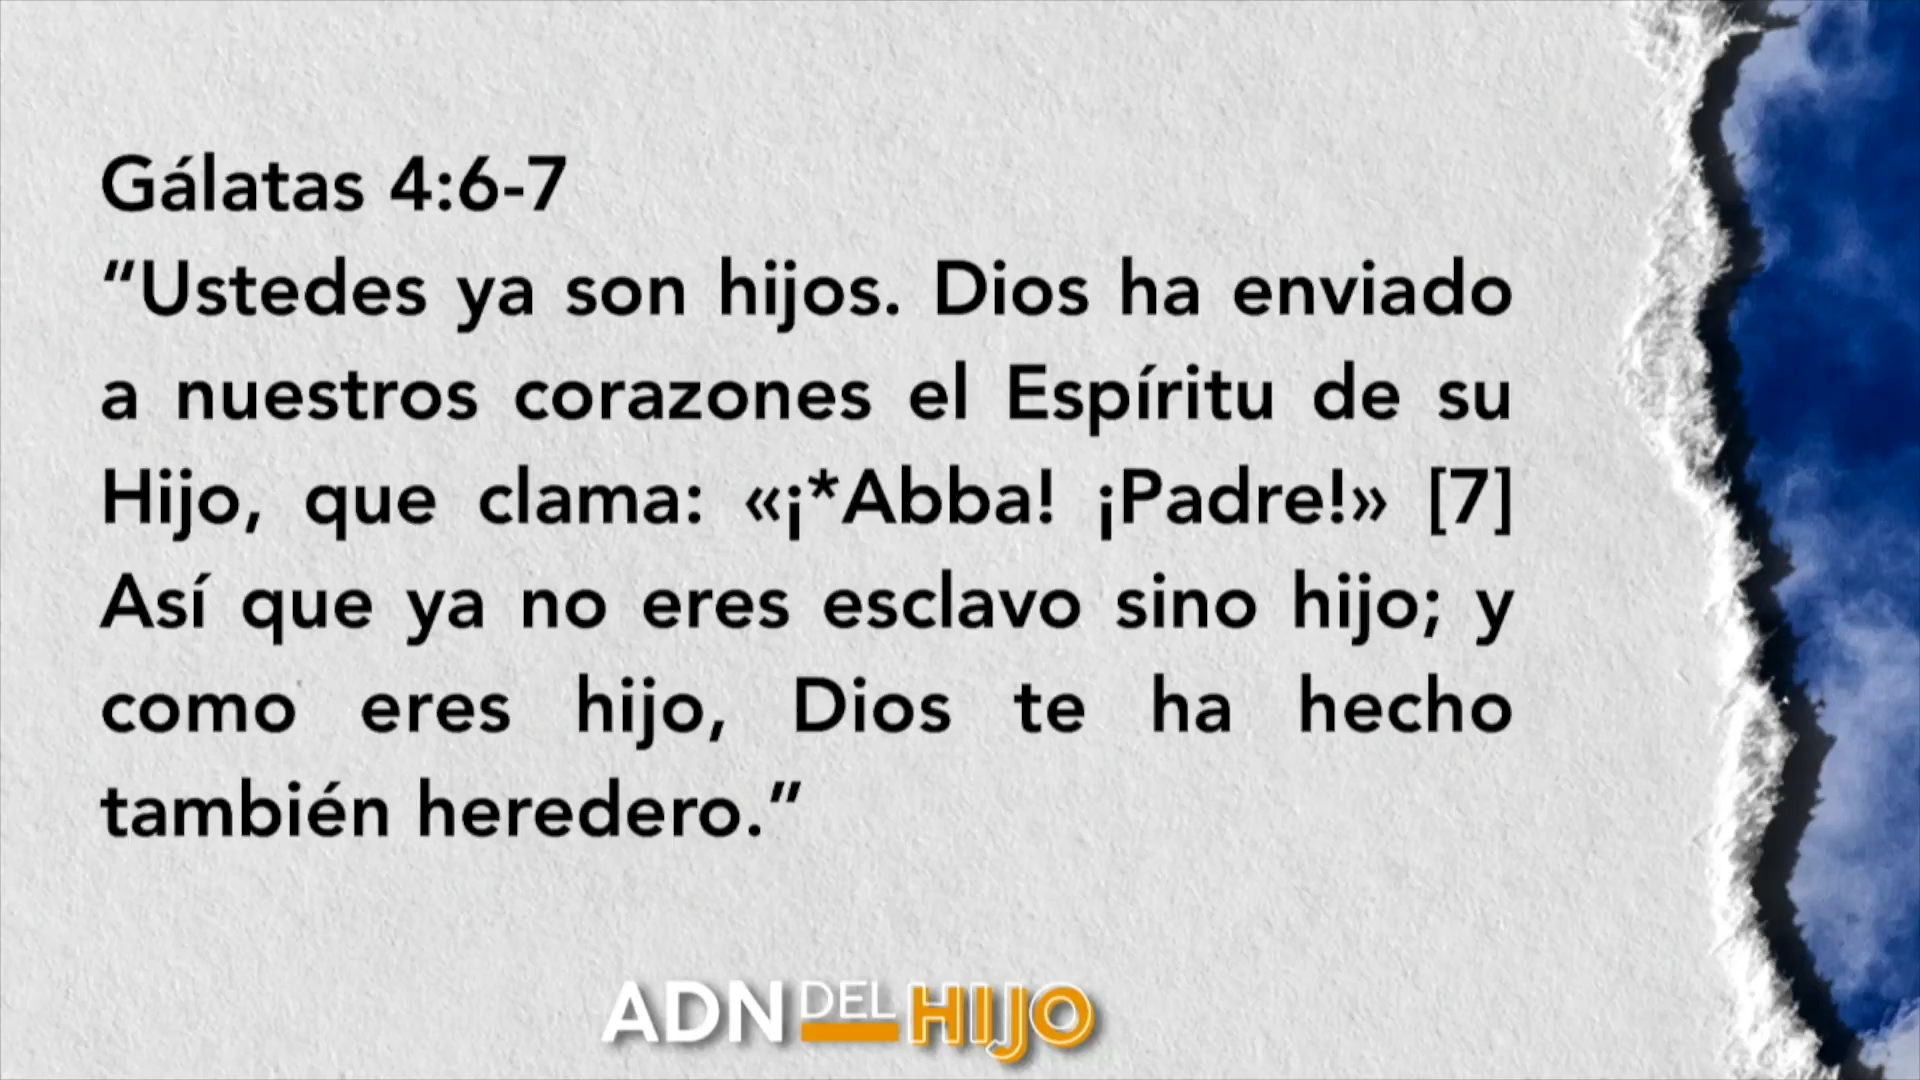 Gálatas 4:6-7
“Ustedes ya son hijos. Dios ha enviado
a nuestros corazones el Espíritu de su
Hijo, que clama: «¡*Abba! ¡Padre!» [7]
Así que ya no eres esclavo sino hijo; y
como eres hijo, Dios te ha hecho
también heredero.”
ADN DEL HIJO